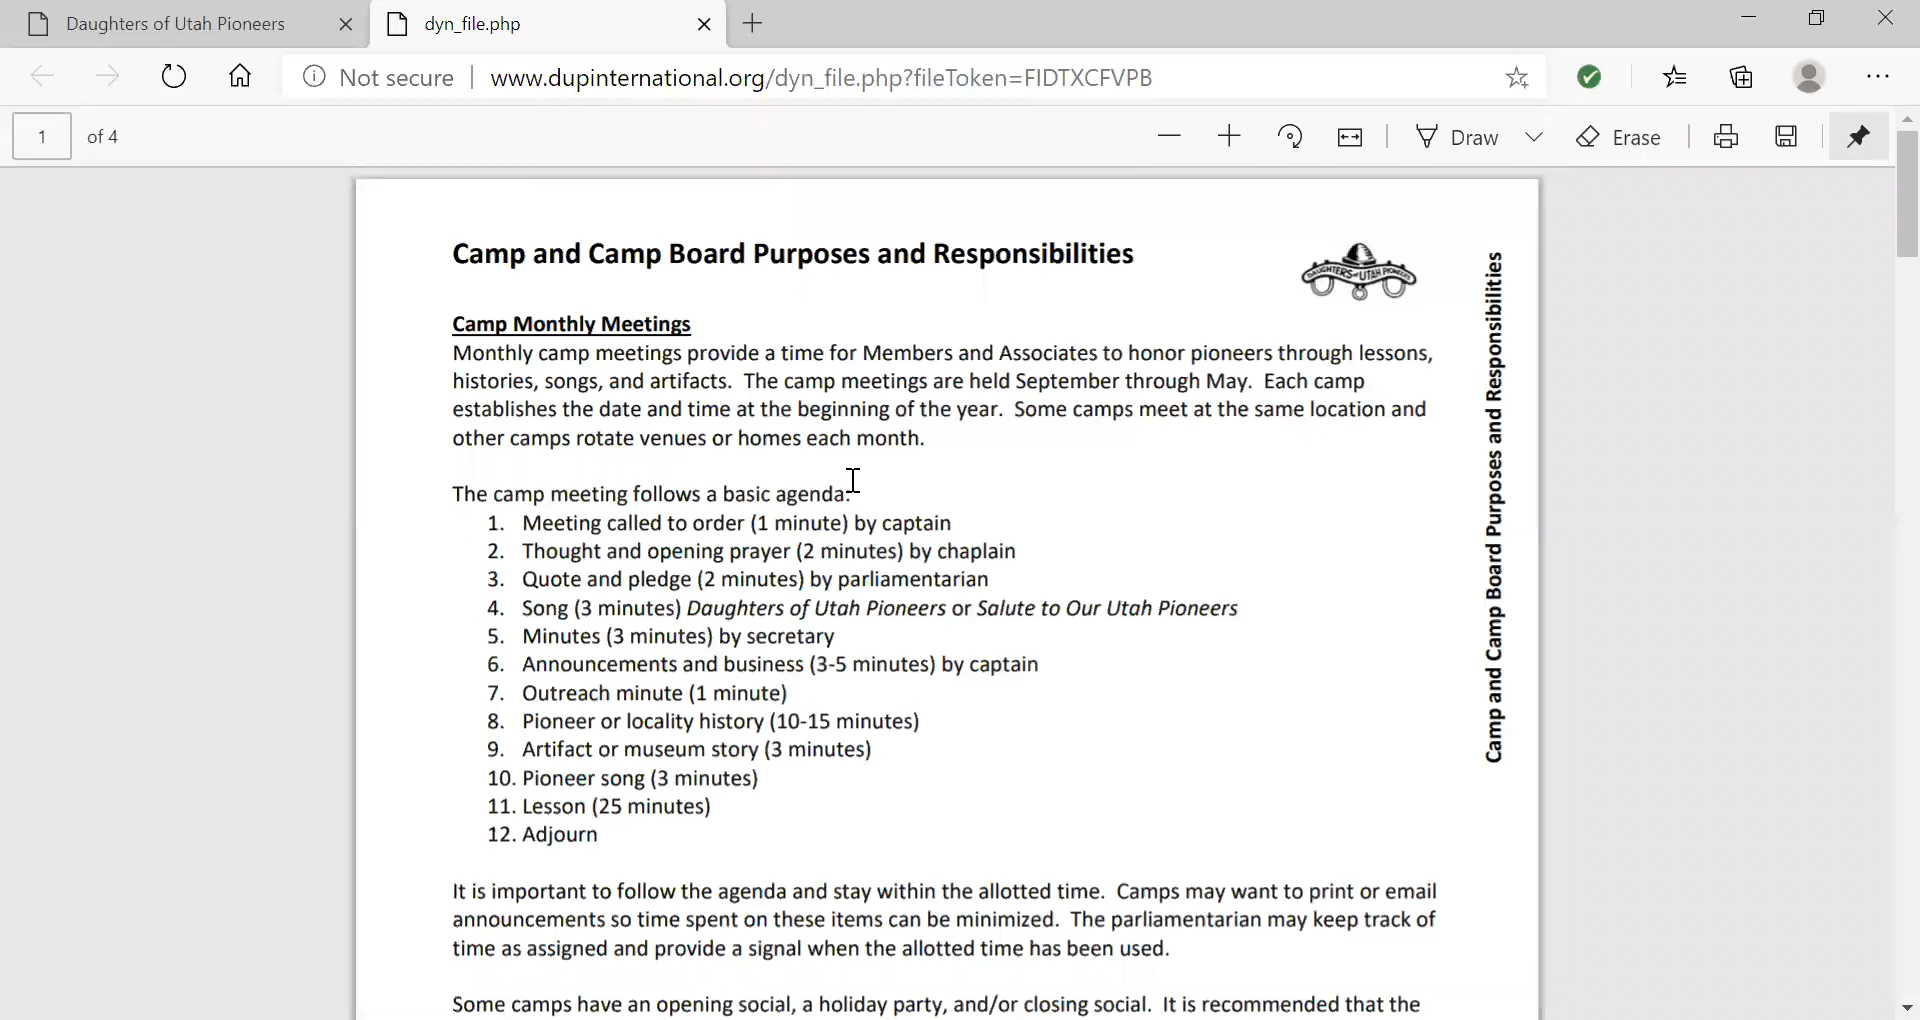 Daughters of Utah Pioneers
dyn_file.php
Not secure www.dupinternational.org/dyn_file.php?fileToken=FIDTXCFVPB
1 of 4
Draw
Erase
Camp and Camp Board Purposes and Responsibilities
DAUGHTERS of UTAH PIONEERS
Camp Monthly Meetings
Monthly camp meetings provide a time for Members and Associates to honor pioneers through lessons,
histories, songs, and artifacts. The camp meetings are held September through May. Each camp
establishes the date and time at the beginning of the year. Some camps meet at the same location and
other camps rotate venues or homes each month.
The camp meeting follows a basic agenda:
1. Meeting called to order (1 minute) by captain
2. Thought and opening prayer (2 minutes) by chaplain
3. Quote and pledge (2 minutes) by parliamentarian
4. Song (3 minutes) Daughters of Utah Pioneers or Salute to Our Utah Pioneers
5. Minutes (3 minutes) by secretary
6. Announcements and business (3-5 minutes) by captain
7. Outreach minute (1 minute)
8. Pioneer or locality history (10-15 minutes)
9. Artifact or museum story (3 minutes)
10. Pioneer song (3 minutes)
11. Lesson (25 minutes)
12. Adjourn
It is important to follow the agenda and stay within the allotted time. Camps may want to print or email
announcements so time spent on these items can be minimized. The parliamentarian may keep track of
time as assigned and provide a signal when the allotted time has been used.
Some camps have an opening social, a holiday party, and/or closing social. It is recommended that the
Camp and Camp Board Purposes and Responsibilities